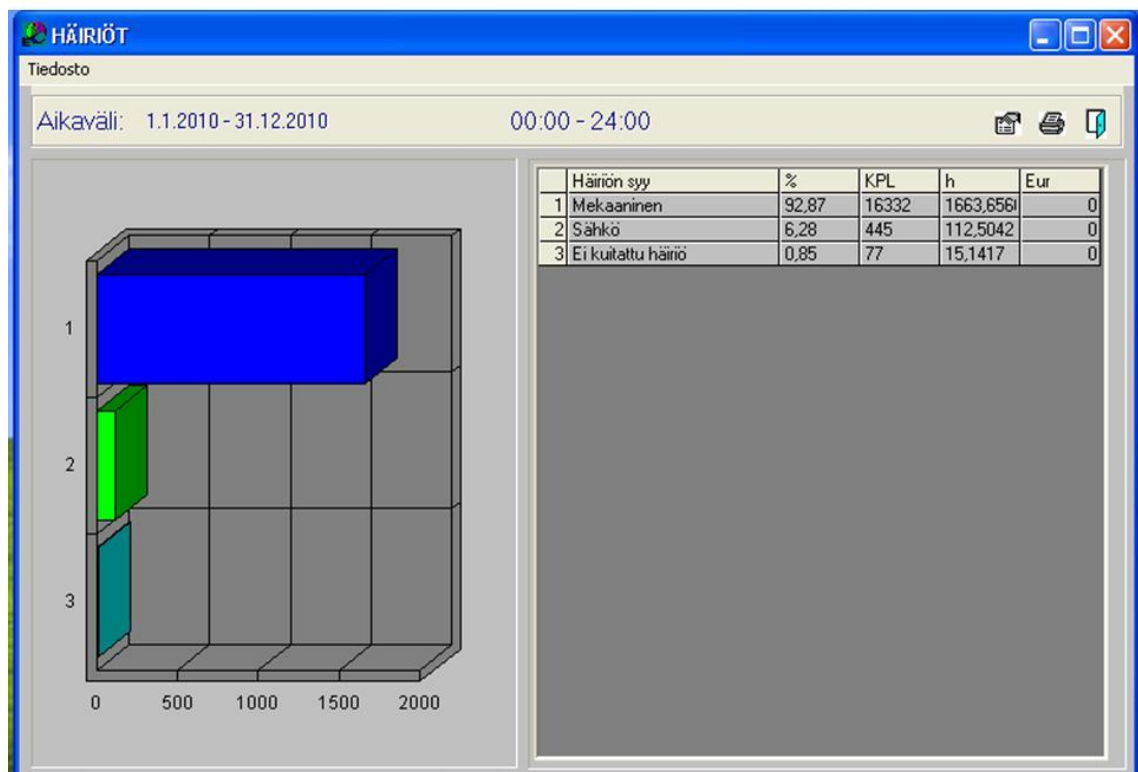 HÄIRIÖT
Tiedosto
Aikaväli: 1.1.2010 - 31.12.2010 00:00 - 24:00
Häiriön syy % KPL h Eur
1 Mekaaninen 92,87 16332 1663,656 0
2 Sähkö 6,28 445 112,5042 0
3 Ei kuitattu häiriö 0,85 77 15,1417 0
1
2
3
0 500 1000 1500 2000